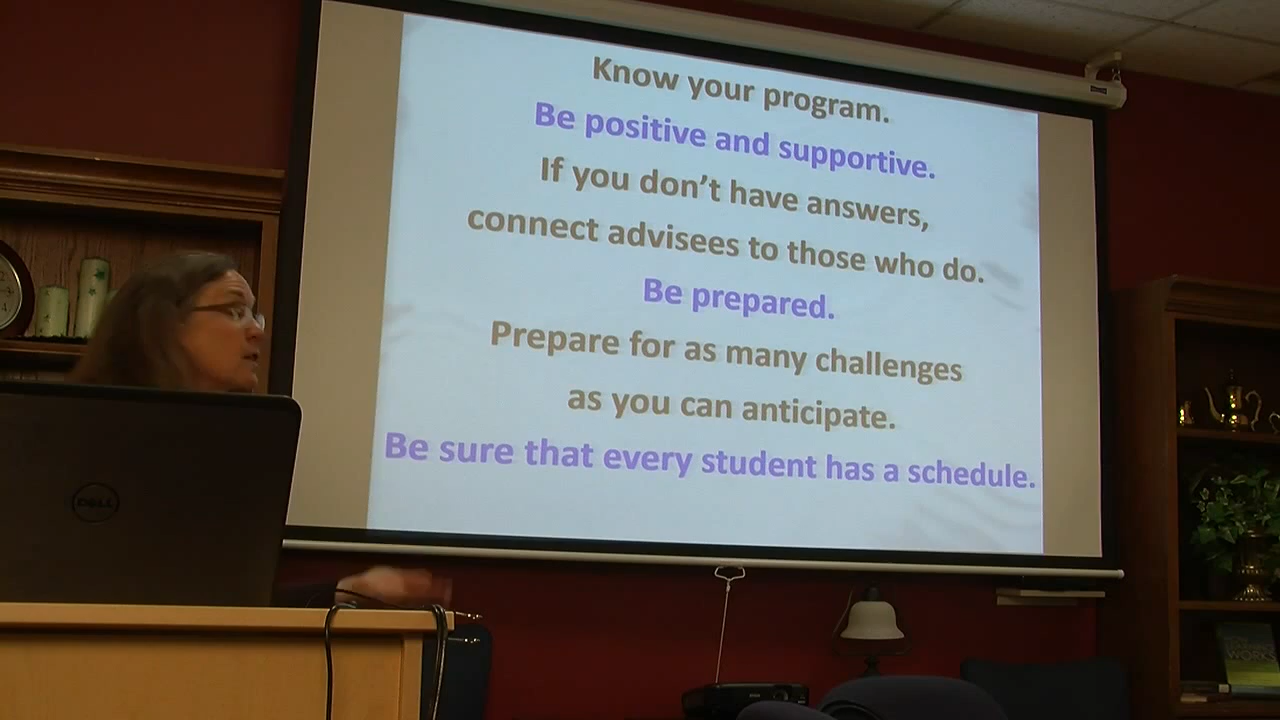 Know your program.
Be positive and supportive.
If you don't have answers,
connect advisees to those who do.
Be prepared.
Prepare for as many challenges
as you can anticipate.
Be sure that every student has a schedule.
DELL